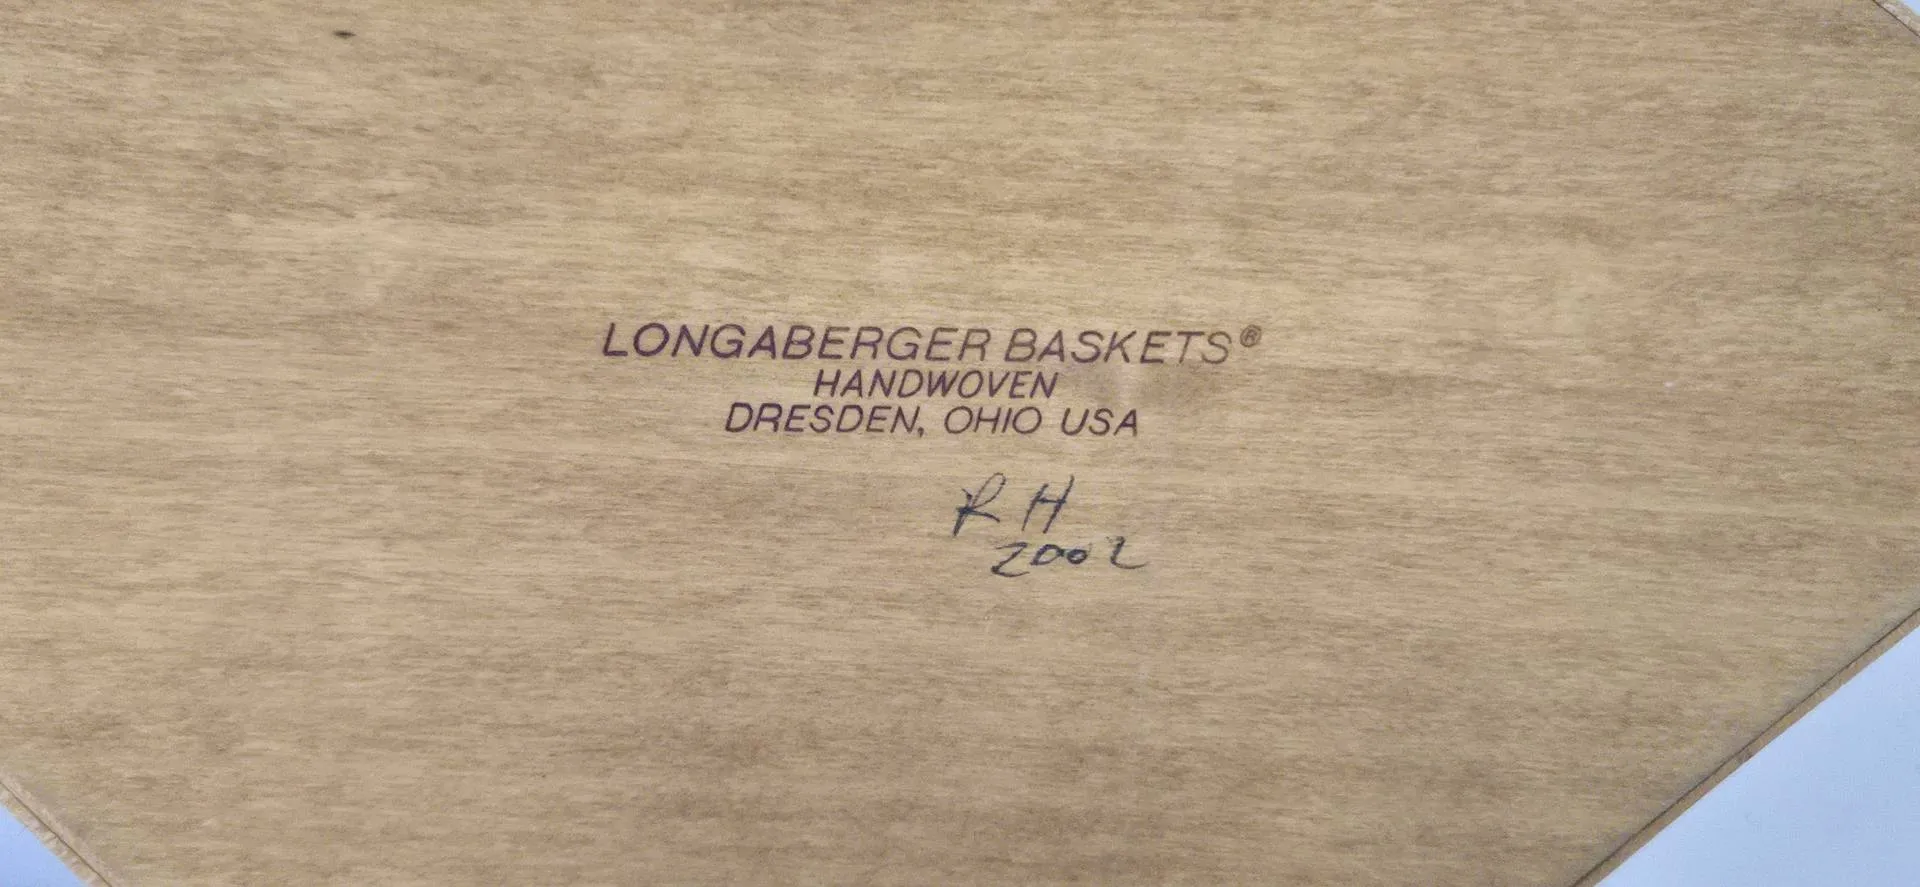 LONGABERGER BASKETS®
HANDWOVEN
DRESDEN, OHIO USA
RH
2002